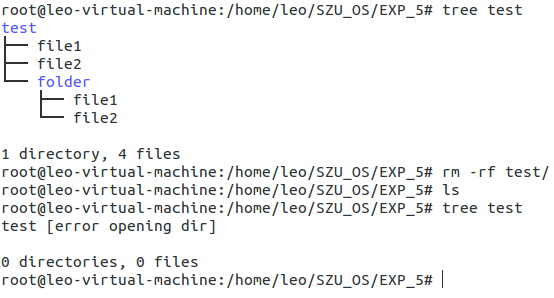 root@leo-virtual-machine:/home/leo/SZU_OS/EXP_5# tree test
test
├── file1
├── file2
└── folder
    ├── file1
    └── file2

1 directory, 4 files
root@leo-virtual-machine:/home/leo/SZU_OS/EXP_5# rm -rf test/
root@leo-virtual-machine:/home/leo/SZU_OS/EXP_5# ls
root@leo-virtual-machine:/home/leo/SZU_OS/EXP_5# tree test
test [error opening dir]

0 directories, 0 files
root@leo-virtual-machine:/home/leo/SZU_OS/EXP_5#